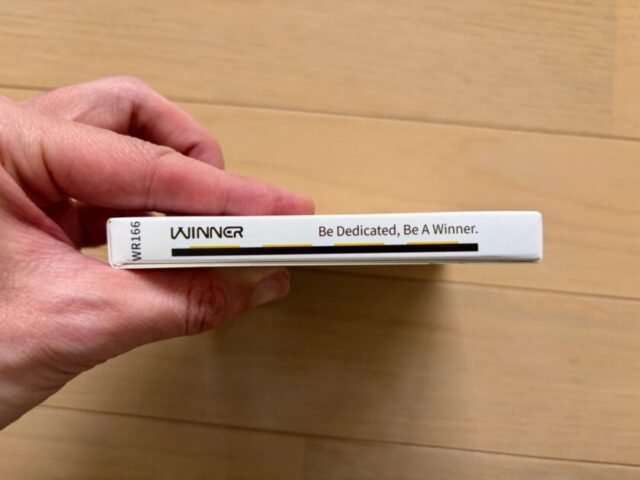 WR166
WINNER
Be Dedicated, Be A Winner.